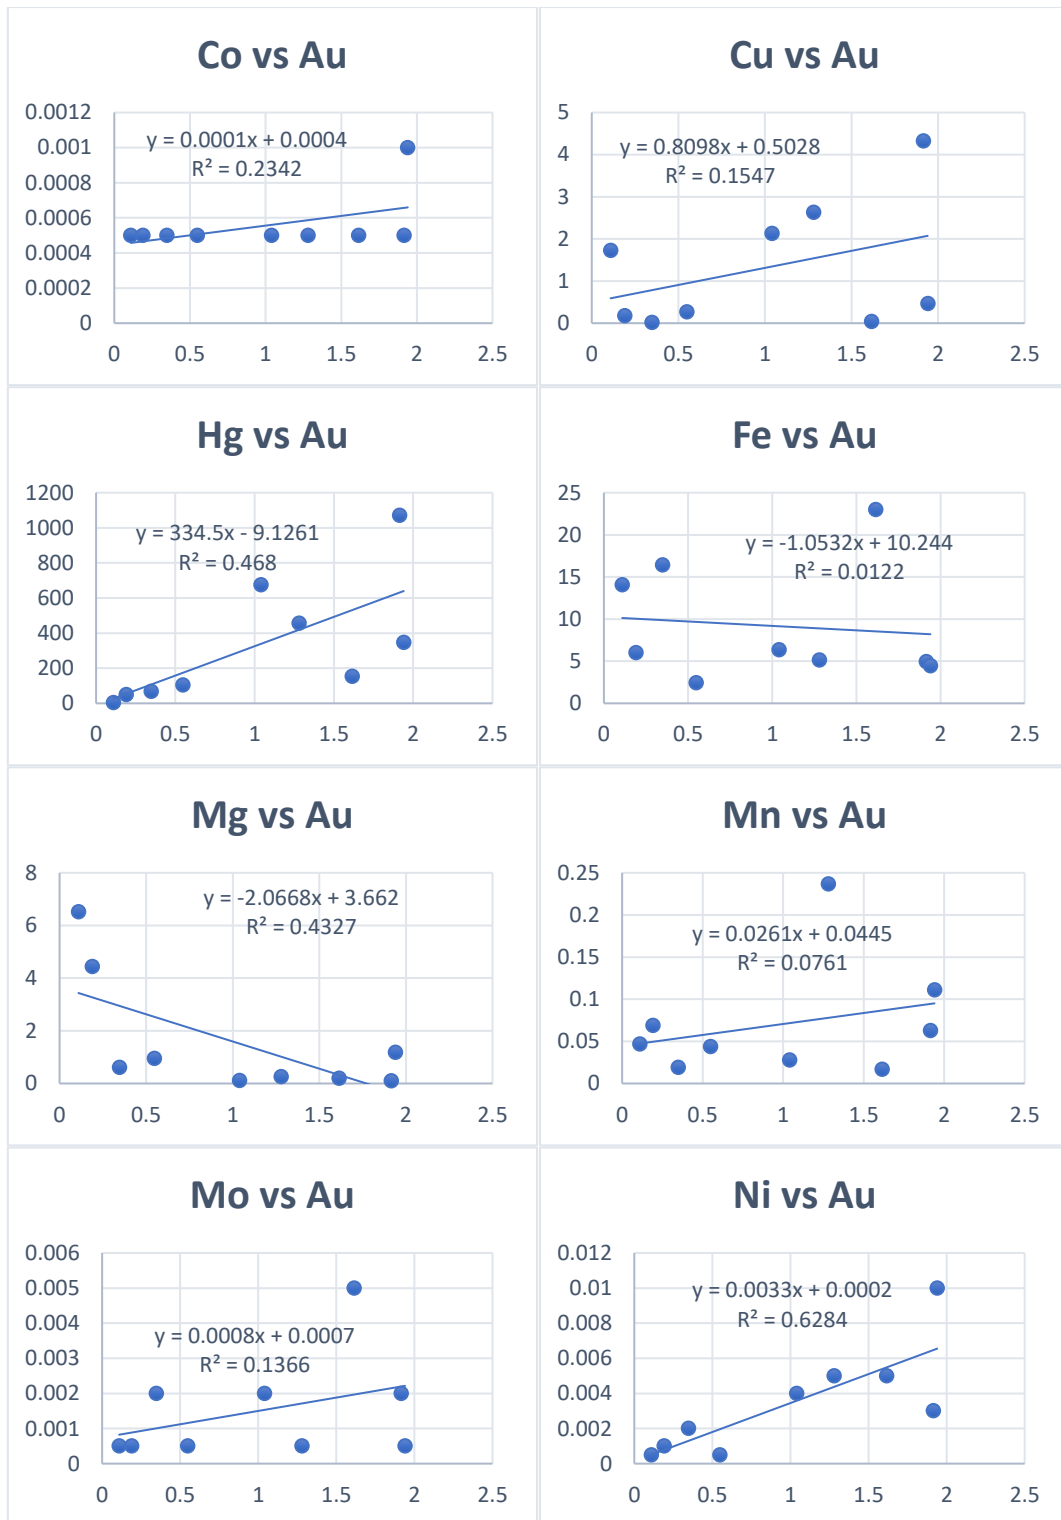 Co vs Au
0.0012
0.001
0.0008
0.0006
0.0004
0.0002
0
y = 0.0001x + 0.0004
R² = 0.2342
0 0.5 1 1.5 2 2.5
Cu vs Au
5
4
3
2
1
0
y = 0.8098x + 0.5028
R² = 0.1547
0 0.5 1 1.5 2 2.5
Hg vs Au
1200
1000
800
600
400
200
0
y = 334.5x - 9.1261
R² = 0.468
0 0.5 1 1.5 2 2.5
Fe vs Au
25
20
15
10
5
0
y = -1.0532x + 10.244
R² = 0.0122
0 0.5 1 1.5 2 2.5
Mg vs Au
8
6
4
2
0
y = -2.0668x + 3.662
R² = 0.4327
0 0.5 1 1.5 2 2.5
Mn vs Au
0.25
0.2
0.15
0.1
0.05
0
y = 0.0261x + 0.0445
R² = 0.0761
0 0.5 1 1.5 2 2.5
Mo vs Au
0.006
0.005
0.004
0.003
0.002
0.001
0
y = 0.0008x + 0.0007
R² = 0.1366
0 0.5 1 1.5 2 2.5
Ni vs Au
0.012
0.01
0.008
0.006
0.004
0.002
0
y = 0.0033x + 0.0002
R² = 0.6284
0 0.5 1 1.5 2 2.5